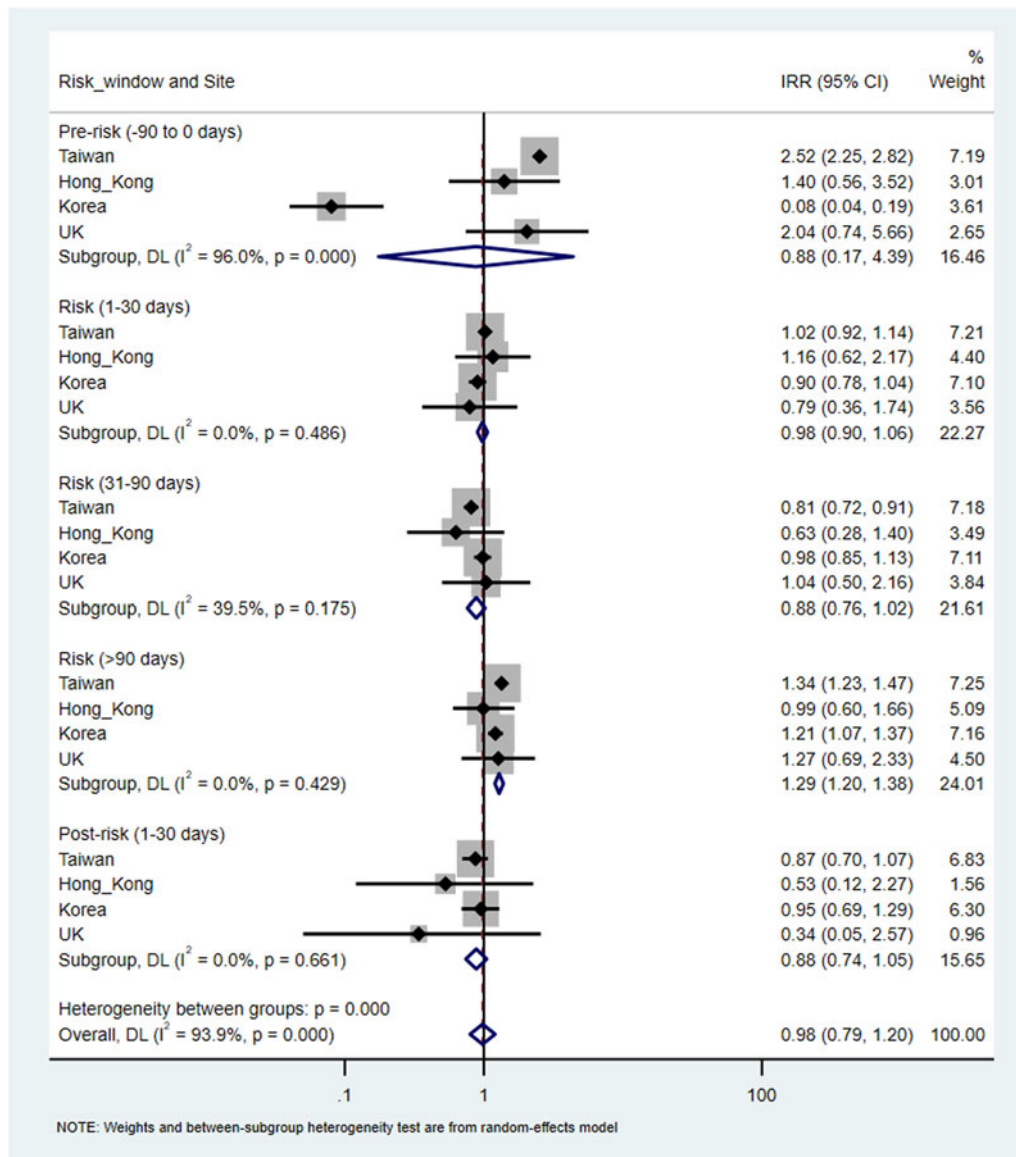 %
Risk_window and Site IRR (95% CI) Weight
Pre-risk (-90 to 0 days)
Taiwan 2.52 (2.25, 2.82) 7.19
Hong_Kong 1.40 (0.56, 3.52) 3.01
Korea 0.08 (0.04, 0.19) 3.61
UK 2.04 (0.74, 5.66) 2.65
Subgroup, DL (I² = 96.0%, p = 0.000) 0.88 (0.17, 4.39) 16.46
Risk (1-30 days)
Taiwan 1.02 (0.92, 1.14) 7.21
Hong_Kong 1.16 (0.62, 2.17) 4.40
Korea 0.90 (0.78, 1.04) 7.10
UK 0.79 (0.36, 1.74) 3.56
Subgroup, DL (I² = 0.0%, p = 0.486) 0.98 (0.90, 1.06) 22.27
Risk (31-90 days)
Taiwan 0.81 (0.72, 0.91) 7.18
Hong_Kong 0.63 (0.28, 1.40) 3.49
Korea 0.98 (0.85, 1.13) 7.11
UK 1.04 (0.50, 2.16) 3.84
Subgroup, DL (I² = 39.5%, p = 0.175) 0.88 (0.76, 1.02) 21.61
Risk (>90 days)
Taiwan 1.34 (1.23, 1.47) 7.25
Hong_Kong 0.99 (0.60, 1.66) 5.09
Korea 1.21 (1.07, 1.37) 7.16
UK 1.27 (0.69, 2.33) 4.50
Subgroup, DL (I² = 0.0%, p = 0.429) 1.29 (1.20, 1.38) 24.01
Post-risk (1-30 days)
Taiwan 0.87 (0.70, 1.07) 6.83
Hong_Kong 0.53 (0.12, 2.27) 1.56
Korea 0.95 (0.69, 1.29) 6.30
UK 0.34 (0.05, 2.57) 0.96
Subgroup, DL (I² = 0.0%, p = 0.661) 0.88 (0.74, 1.05) 15.65
Heterogeneity between groups: p = 0.000
Overall, DL (I² = 93.9%, p = 0.000) 0.98 (0.79, 1.20) 100.00
.1 1 100
NOTE: Weights and between-subgroup heterogeneity test are from random-effects model